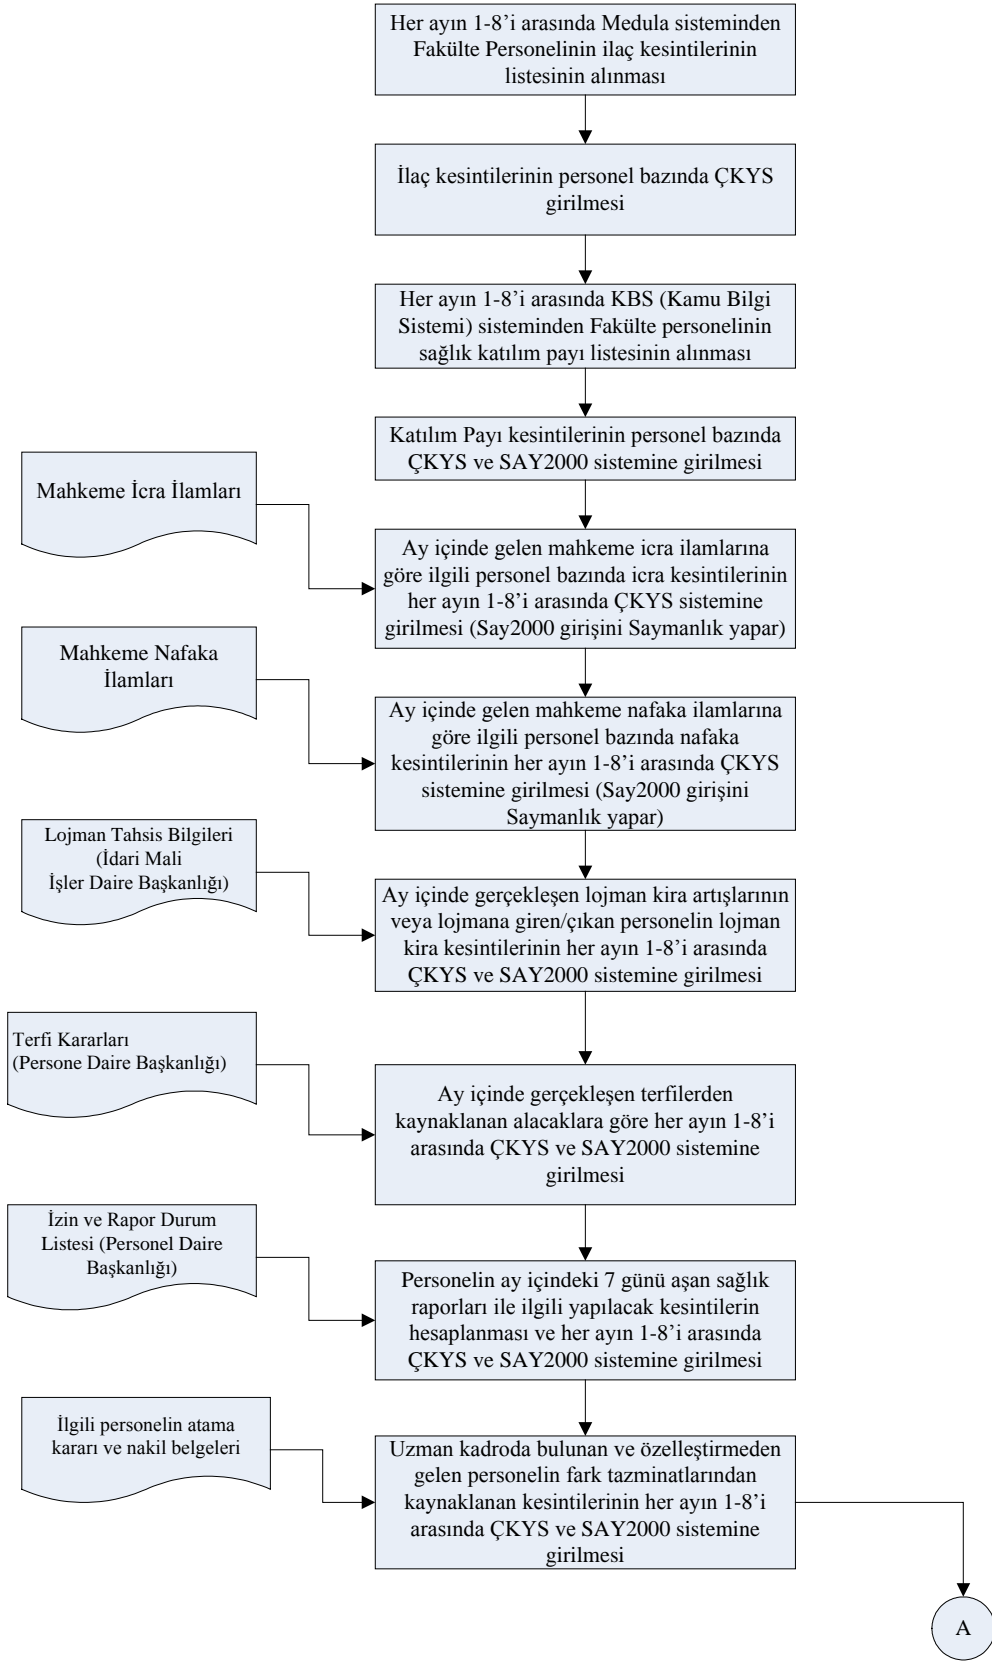 Her ayın 1-8’i arasında Medula sisteminden
Fakülte Personelinin ilaç kesintilerinin
listesinin alınması
İlaç kesintilerinin personel bazında ÇKYS
girilmesi
Her ayın 1-8’i arasında KBS (Kamu Bilgi
Sistemi) sisteminden Fakülte personelinin
sağlık katılım payı listesinin alınması
Katılım Payı kesintilerinin personel bazında
ÇKYS ve SAY2000 sistemine girilmesi
Mahkeme İcra İlamları
Ay içinde gelen mahkeme icra ilamlarına
göre ilgili personel bazında icra kesintilerinin
her ayın 1-8’i arasında ÇKYS sistemine
girilmesi (Say2000 girişini Saymanlık yapar)
Mahkeme Nafaka
İlamları
Ay içinde gelen mahkeme nafaka ilamlarına
göre ilgili personel bazında nafaka
kesintilerinin her ayın 1-8’i arasında ÇKYS
sistemine girilmesi (Say2000 girişini
Saymanlık yapar)
Lojman Tahsis Bilgileri
(İdari Mali
İşler Daire Başkanlığı)
Ay içinde gerçekleşen lojman kira artışlarının
veya lojmana giren/çıkan personelin lojman
kira kesintilerinin her ayın 1-8’i arasında
ÇKYS ve SAY2000 sistemine girilmesi
Terfi Kararları
(Persone Daire Başkanlığı)
Ay içinde gerçekleşen terfilerden
kaynaklanan alacaklara göre her ayın 1-8’i
arasında ÇKYS ve SAY2000 sistemine
girilmesi
İzin ve Rapor Durum
Listesi (Personel Daire
Başkanlığı)
Personelin ay içindeki 7 günü aşan sağlık
raporları ile ilgili yapılacak kesintilerin
hesaplanması ve her ayın 1-8’i arasında
ÇKYS ve SAY2000 sistemine girilmesi
İlgili personelin atama
kararı ve nakil belgeleri
Uzman kadroda bulunan ve özelleştirmeden
gelen personelin fark tazminatlarından
kaynaklanan kesintilerinin her ayın 1-8’i
arasında ÇKYS ve SAY2000 sistemine
girilmesi
A